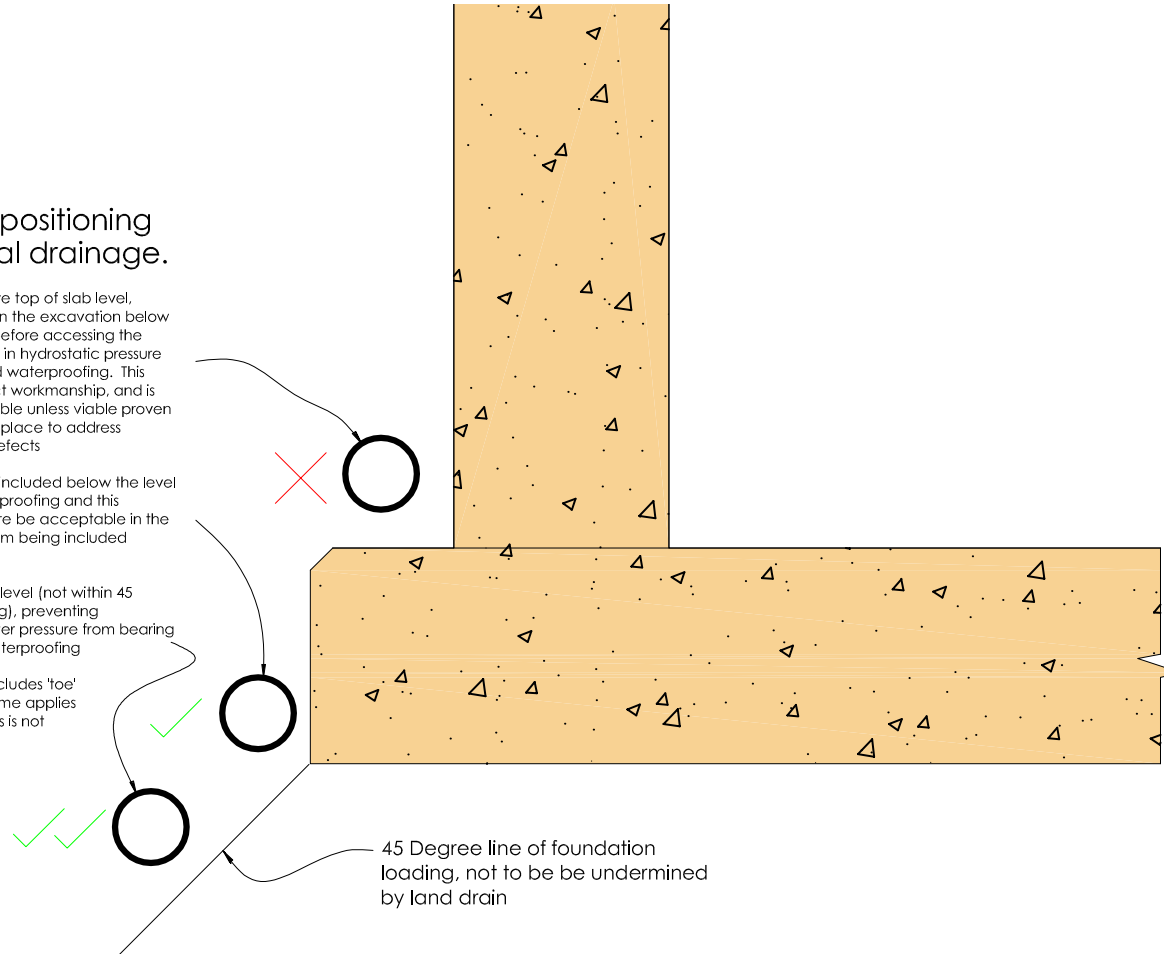 positioning
al drainage.
e top of slab level,
n the excavation below
efore accessing the
in hydrostatic pressure
d waterproofing. This
ct workmanship, and is
ble unless viable proven
place to address
efects
included below the level
proofing and this
re be acceptable in the
m being included
level (not within 45
g), preventing
er pressure from bearing
terproofing
cludes 'toe'
me applies
s is not
45 Degree line of foundation
loading, not to be be undermined
by land drain